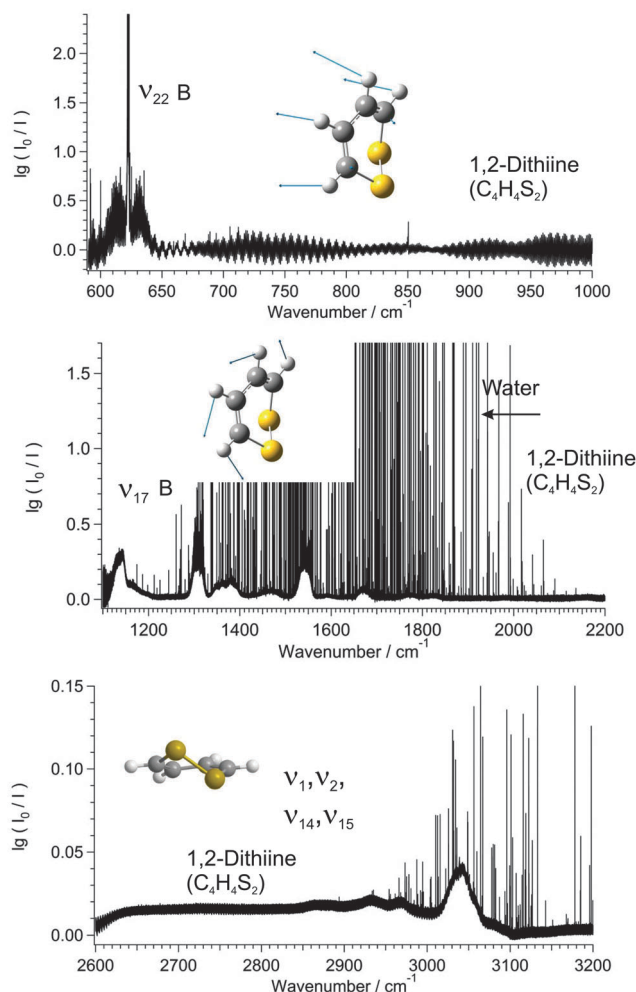 lg ( I₀ / I )
2.0
1.5
1.0
0.5
0.0
ν₂₂ B
1,2-Dithiine
(C₄H₄S₂)
600 650 700 750 800 850 900 950 1000
Wavenumber / cm⁻¹
lg ( I₀ / I )
1.5
1.0
0.5
0.0
Water
1,2-Dithiine
(C₄H₄S₂)
ν₁₇ B
1200 1400 1600 1800 2000 2200
Wavenumber / cm⁻¹
lg ( I₀ / I )
0.15
0.10
0.05
0.00
ν₁,ν₂,
ν₁₄,ν₁₅
1,2-Dithiine
(C₄H₄S₂)
2600 2700 2800 2900 3000 3100 3200
Wavenumber / cm⁻¹